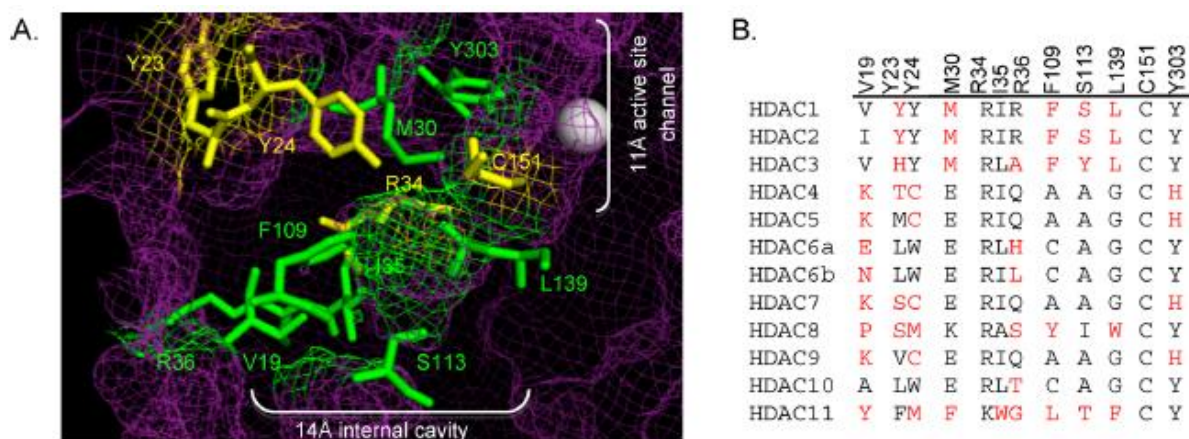 A.
Y23
Y24
Y303
M30
C151
R34
F109
I35
L139
R36
V19
S113
11Å active site
channel
14Å internal cavity
B.
V19 Y23 Y24 M30 R34 I35 R36 F109 S113 L139 C151 Y303
HDAC1 V YY M RIR F S L C Y
HDAC2 I YY M RIR F S L C Y
HDAC3 V HY M RLA F Y L C Y
HDAC4 K TC E RIQ A A G C H
HDAC5 K MC E RIQ A A G C H
HDAC6a E LW E RLH C A G C Y
HDAC6b N LW E RIL C A G C Y
HDAC7 K SC E RIQ A A G C H
HDAC8 P SM K RAS Y I W C Y
HDAC9 K VC E RIQ A A G C H
HDAC10 A LW E RLT C A G C Y
HDAC11 Y FM F KWG L T F C Y